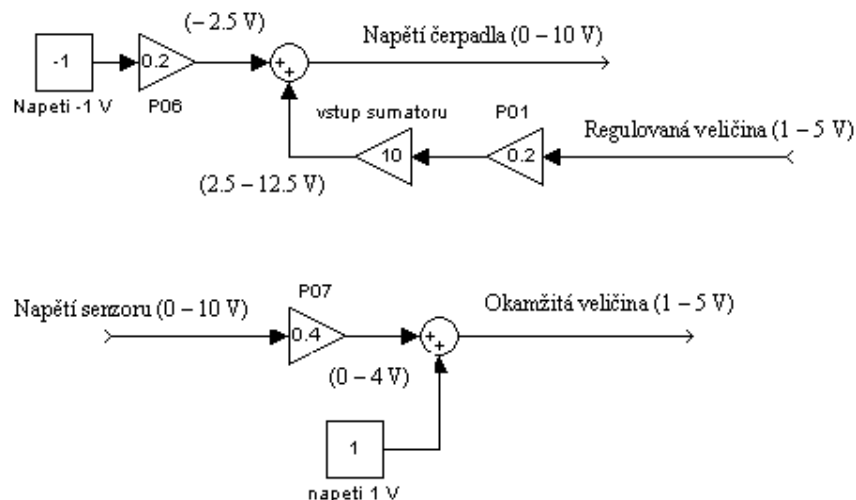 (– 2.5 V)
Napětí čerpadla (0 – 10 V)
-1
0.2
+
+
Napeti -1 V
P06
vstup sumatoru
P01
Regulovaná veličina (1 – 5 V)
10
0.2
(2.5 – 12.5 V)
P07
Napětí senzoru (0 – 10 V)
Okamžitá veličina (1 – 5 V)
0.4
+
+
(0 – 4 V)
1
napeti 1 V